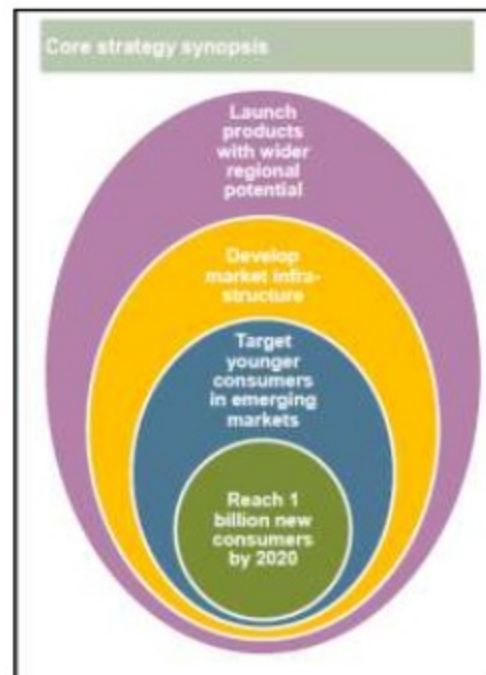 Core strategy synopsis
Launch
products
with wider
regional
potential
Develop
market infra-
structure
Target
younger
consumers
in emerging
markets
Reach 1
billion new
consumers
by 2020